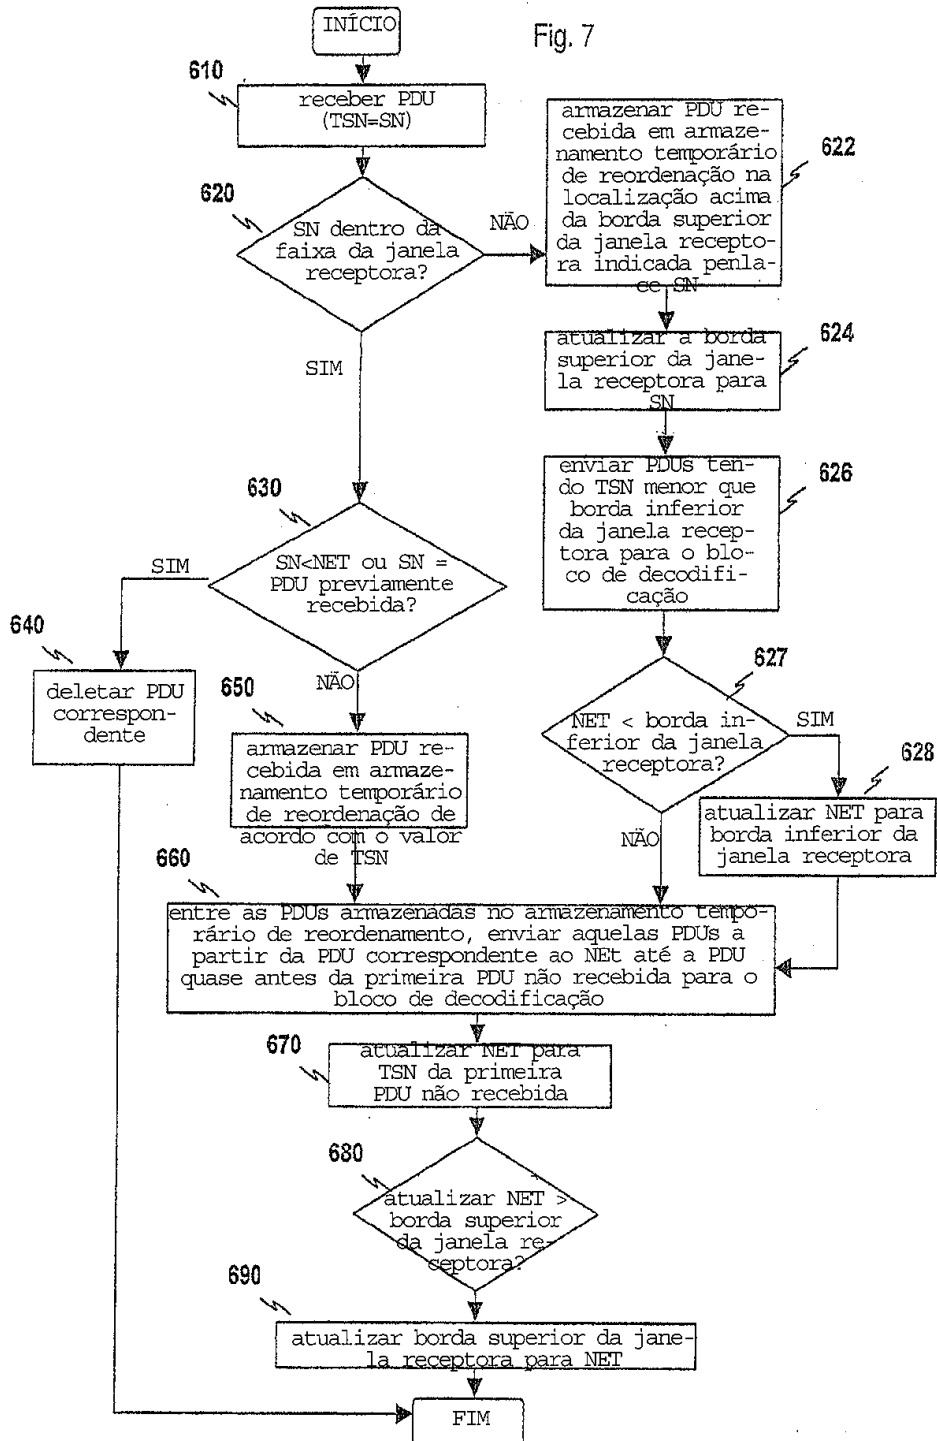 INÍCIO
Fig. 7
610
receber PDU
(TSN=SN)
620
SN dentro da
faixa da janela
receptora?
NÃO
SIM
armazenar PDU re-
cebida em armaze-
namento temporário
de reordenação na
localização acima
da borda superior
da janela recepto-
ra indicada penla-
ce SN
622
atualizar a borda
superior da jane-
la receptora para
SN
624
enviar PDUs ten-
do TSN menor que
borda inferior
da janela recep-
tora para o blo-
co de decodifi-
cação
626
630
SN<NET ou SN =
PDU previamente
recebida?
SIM
NÃO
640
deletar PDU
correspon-
dente
650
armazenar PDU re-
cebida em armaze-
namento temporário
de reordenação de
acordo com o valor
de TSN
627
NET < borda in-
ferior da janela
receptora?
SIM
NÃO
628
atualizar NET para
borda inferior da
janela receptora
660
entre as PDUs armazenadas no armazenamento tempo-
rário de reordenamento, enviar aquelas PDUs a
partir da PDU correspondente ao NEt até a PDU
quase antes da primeira PDU não recebida para o
bloco de decodificação
670
atualizar NET para
TSN da primeira
PDU não recebida
680
atualizar NET >
borda superior
da janela re-
ceptora?
690
atualizar borda superior da jane-
la receptora para NET
FIM